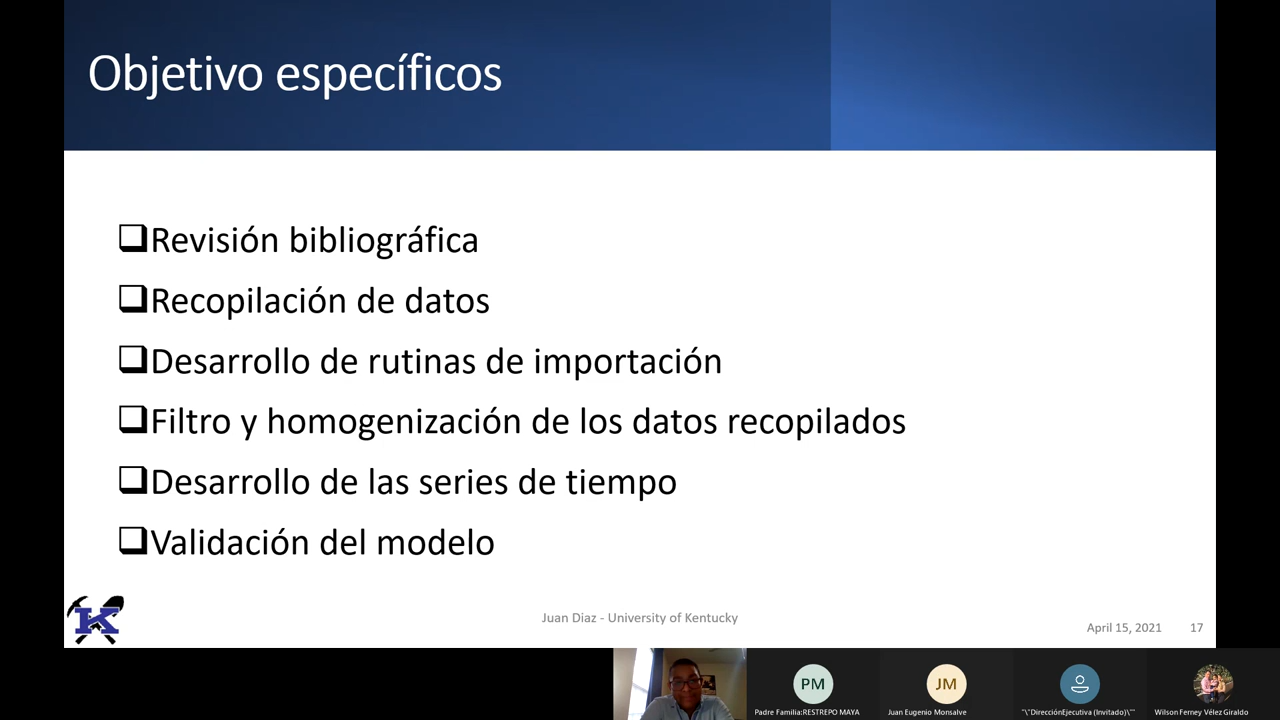 Objetivo específicos
Revisión bibliográfica
Recopilación de datos
Desarrollo de rutinas de importación
Filtro y homogenización de los datos recopilados
Desarrollo de las series de tiempo
Validación del modelo
K
Juan Diaz - University of Kentucky
April 15, 2021 17
PM
JM
Padre Familia:RESTREPO MAYA
Juan Eugenio Monsalve
"\"DirecciónEjecutiva (Invitado)\""
Wilson Ferney Vélez Giraldo